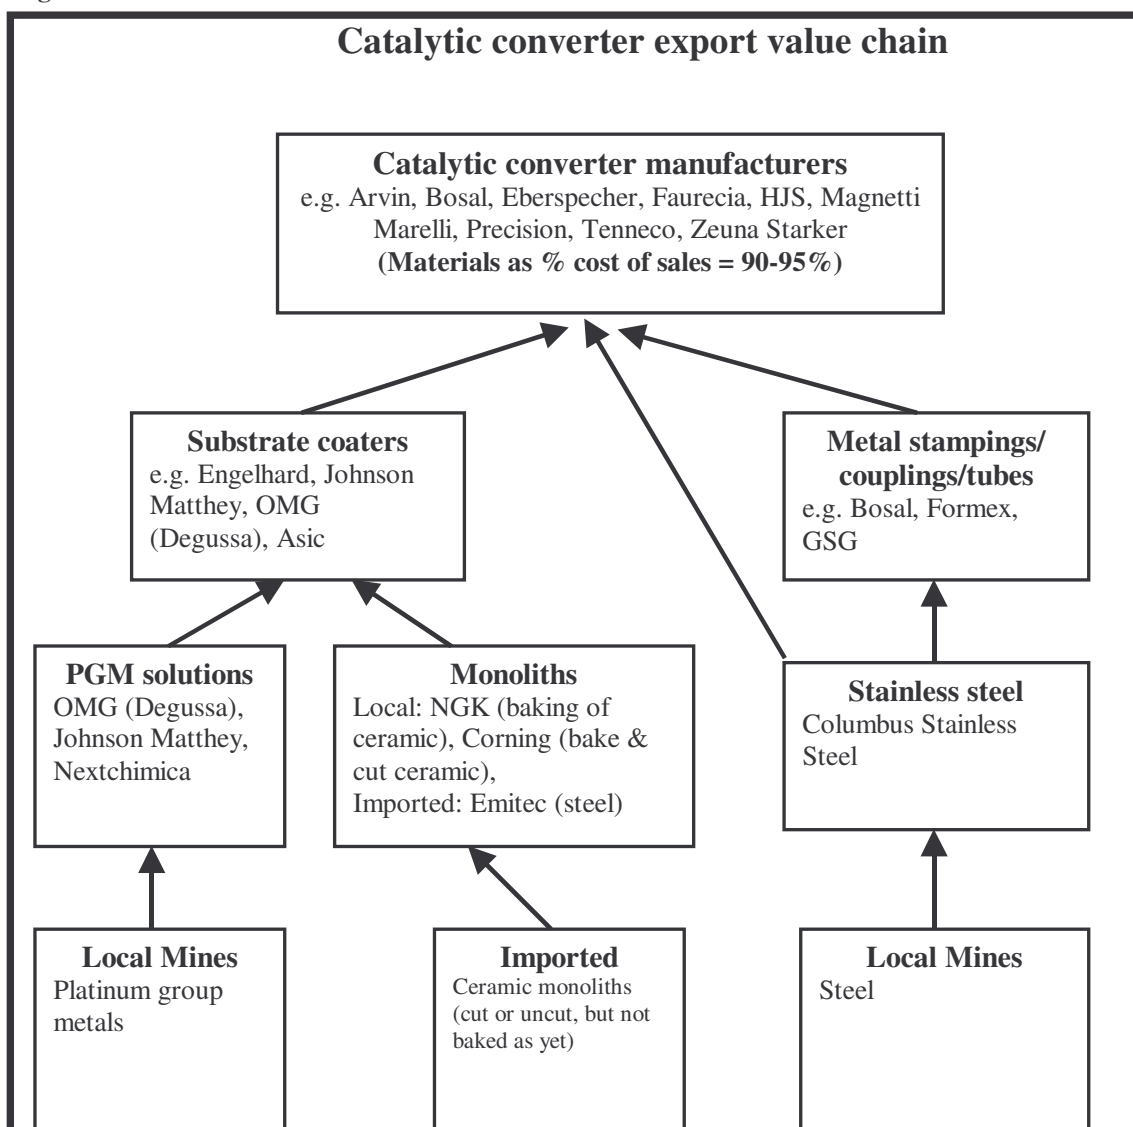 Catalytic converter export value chain
Catalytic converter manufacturers
e.g. Arvin, Bosal, Eberspecher, Faurecia, HJS, Magnetti
Marelli, Precision, Tenneco, Zeuna Starker
(Materials as % cost of sales = 90-95%)
Substrate coaters
e.g. Engelhard, Johnson
Matthey, OMG
(Degussa), Asic
Metal stampings/
couplings/tubes
e.g. Bosal, Formex,
GSG
PGM solutions
OMG (Degussa),
Johnson Matthey,
Nextchimica
Monoliths
Local: NGK (baking of
ceramic), Corning (bake &
cut ceramic),
Imported: Emitec (steel)
Stainless steel
Columbus Stainless
Steel
Local Mines
Platinum group
metals
Imported
Ceramic monoliths
(cut or uncut, but not
baked as yet)
Local Mines
Steel